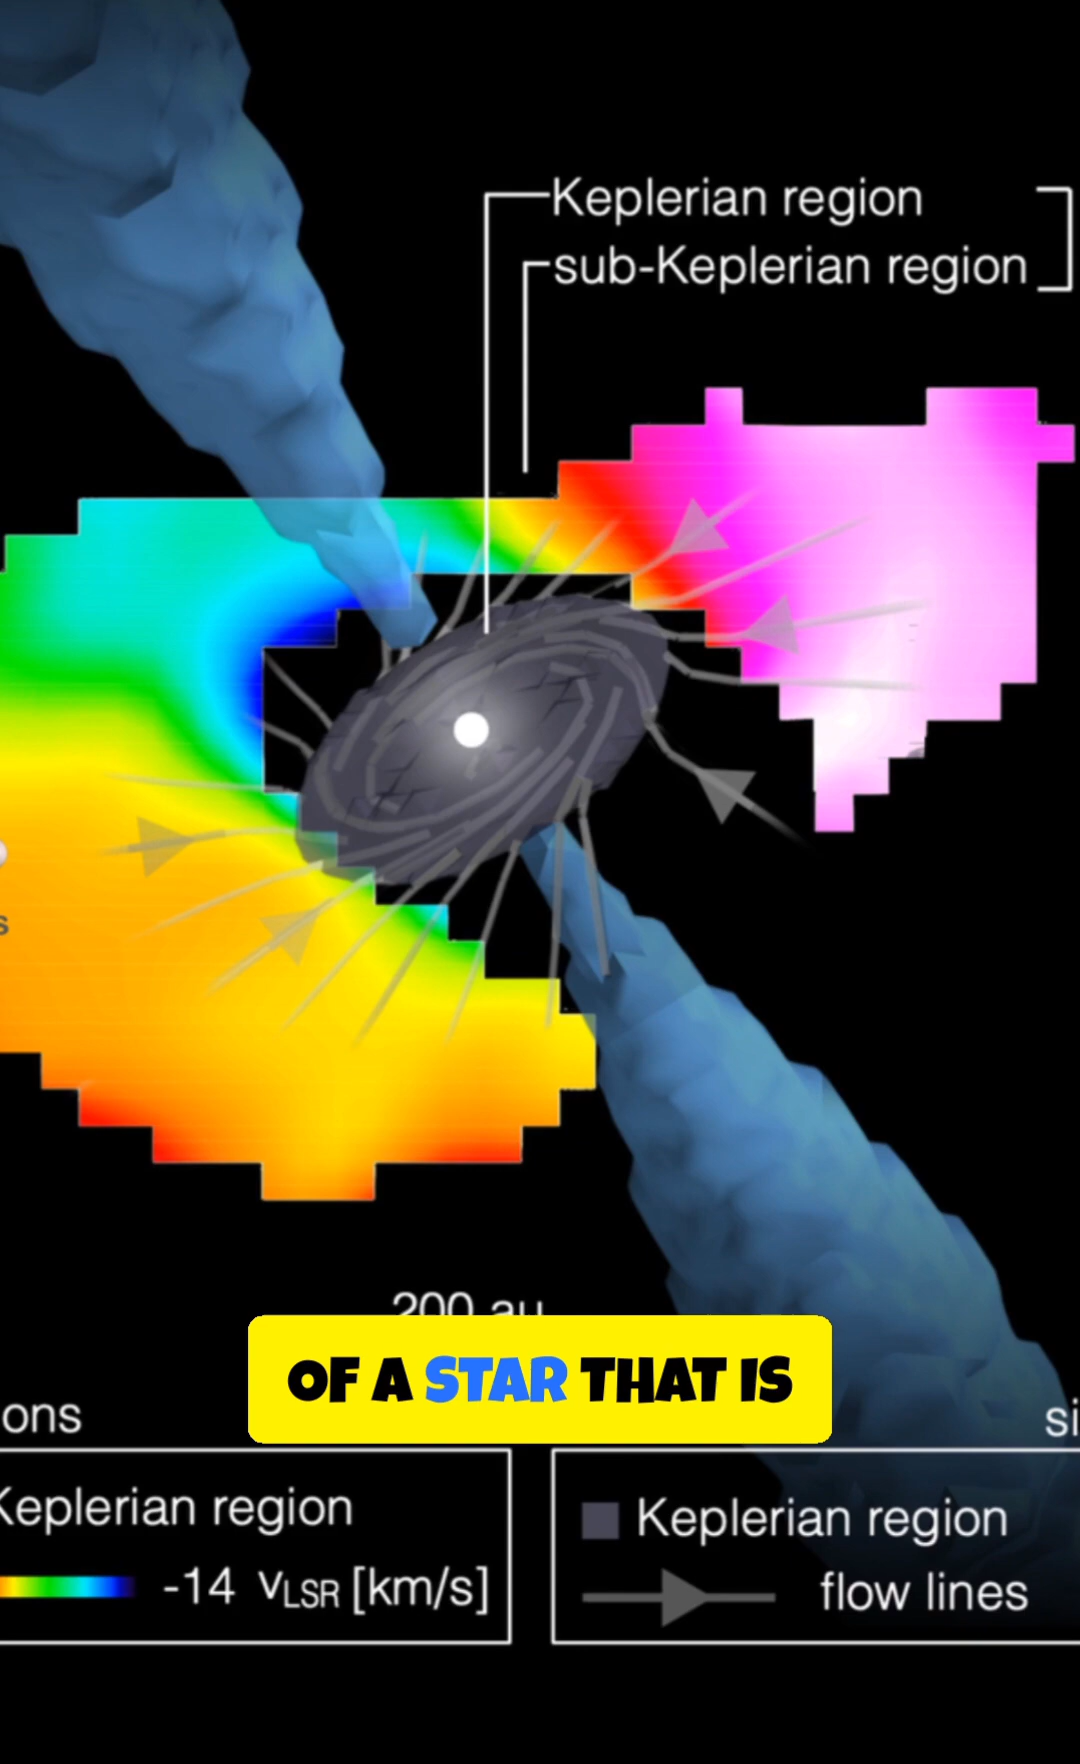 Keplerian region
sub-Keplerian region
s
200 au
OF A STAR THAT IS
ons
si
Keplerian region
-14 VLSR [km/s]
Keplerian region
flow lines